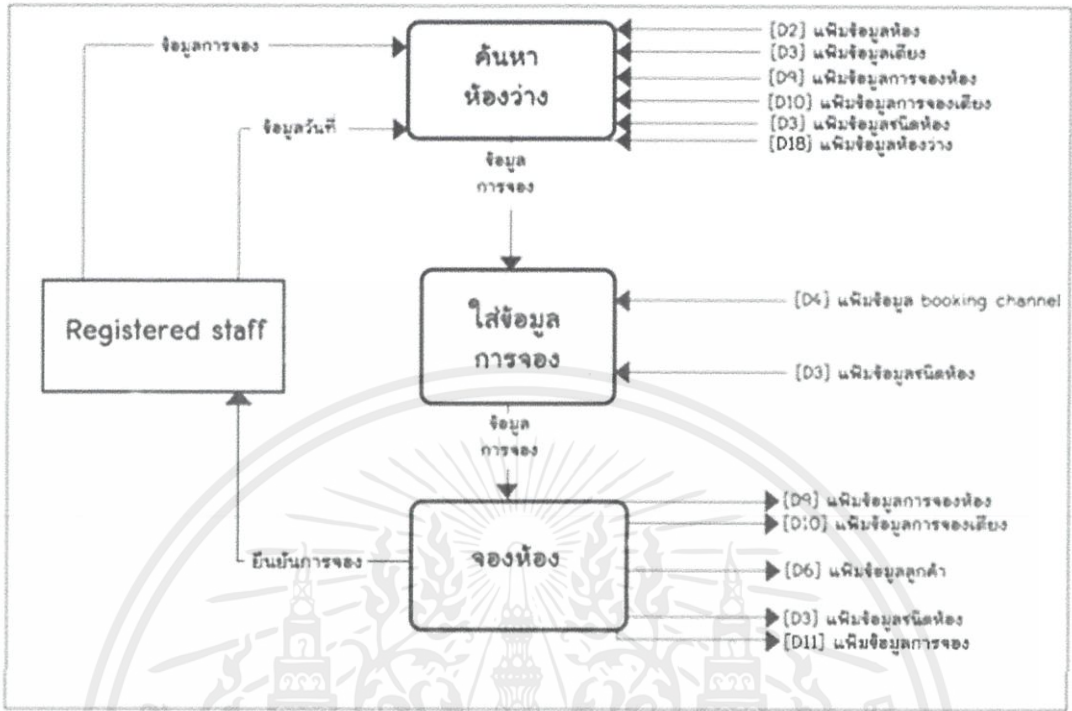 ข้อมูลการจอง
ค้นหา
ห้องว่าง
[D2] แฟ้มข้อมูลห้อง
[D3] แฟ้มข้อมูลเตียง
[D9] แฟ้มข้อมูลการจองห้อง
[D10] แฟ้มข้อมูลการจองเตียง
[D3] แฟ้มข้อมูลชนิดห้อง
[D18] แฟ้มข้อมูลห้องว่าง
ข้อมูลวันที่
ข้อมูล
การจอง
Registered staff
ใส่ข้อมูล
การจอง
[D4] แฟ้มข้อมูล booking channel
[D3] แฟ้มข้อมูลชนิดห้อง
ข้อมูล
การจอง
ยืนยันการจอง
จองห้อง
[D9] แฟ้มข้อมูลการจองห้อง
[D10] แฟ้มข้อมูลการจองเตียง
[D6] แฟ้มข้อมูลลูกค้า
[D3] แฟ้มข้อมูลชนิดห้อง
[D11] แฟ้มข้อมูลการจอง